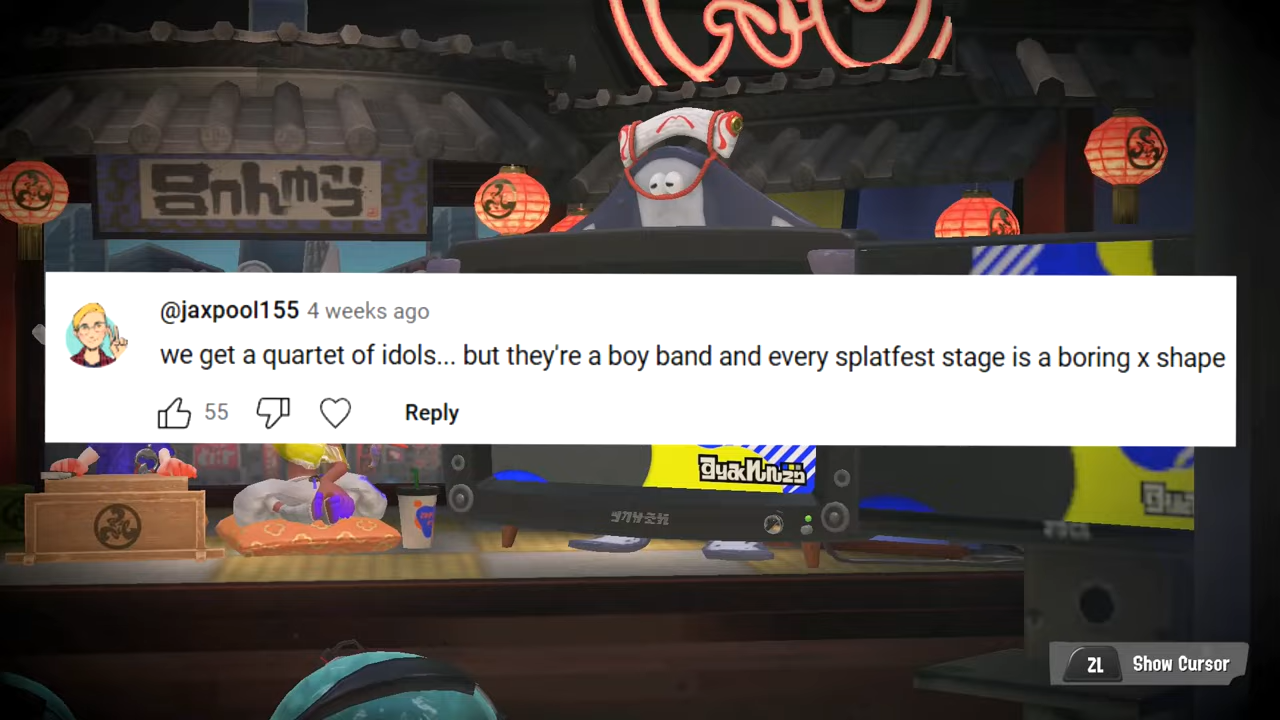 @jaxpool155 4 weeks ago
we get a quartet of idols... but they're a boy band and every splatfest stage is a boring x shape
55
Reply
ZL Show Cursor